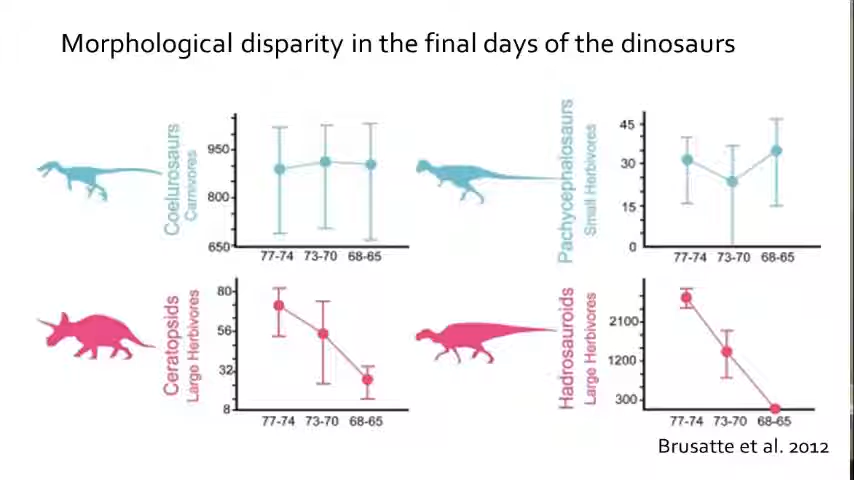 Morphological disparity in the final days of the dinosaurs
Coelurosaurs
Carnivores
950
800
650
77-74 73-70 68-65
Pachycephalosaurs
Small Herbivores
45
30
15
0
77-74 73-70 68-65
Ceratopsids
Large Herbivores
80
56
32
8
77-74 73-70 68-65
Hadrosauroids
Large Herbivores
2100
1200
300
77-74 73-70 68-65
Brusatte et al. 2012